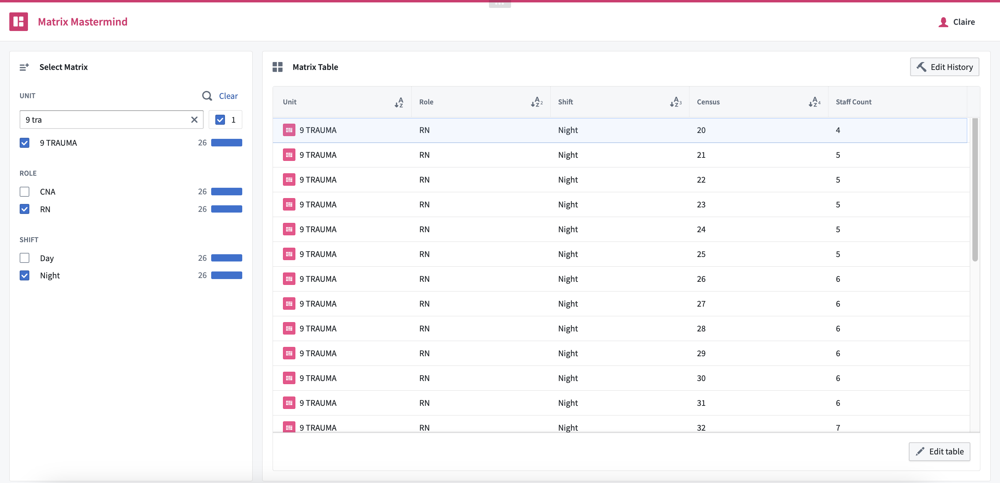 Matrix Mastermind
Claire
Select Matrix
UNIT
Clear
9 tra
1
9 TRAUMA 26
ROLE
CNA 26
RN 26
SHIFT
Day 26
Night 26
Matrix Table
Edit History
Unit Role 2 Shift 3 Census 4 Staff Count
9 TRAUMA RN Night 20 4
9 TRAUMA RN Night 21 5
9 TRAUMA RN Night 22 5
9 TRAUMA RN Night 23 5
9 TRAUMA RN Night 24 5
9 TRAUMA RN Night 25 5
9 TRAUMA RN Night 26 6
9 TRAUMA RN Night 27 6
9 TRAUMA RN Night 28 6
9 TRAUMA RN Night 29 6
9 TRAUMA RN Night 30 6
9 TRAUMA RN Night 31 6
9 TRAUMA RN Night 32 7
Edit table